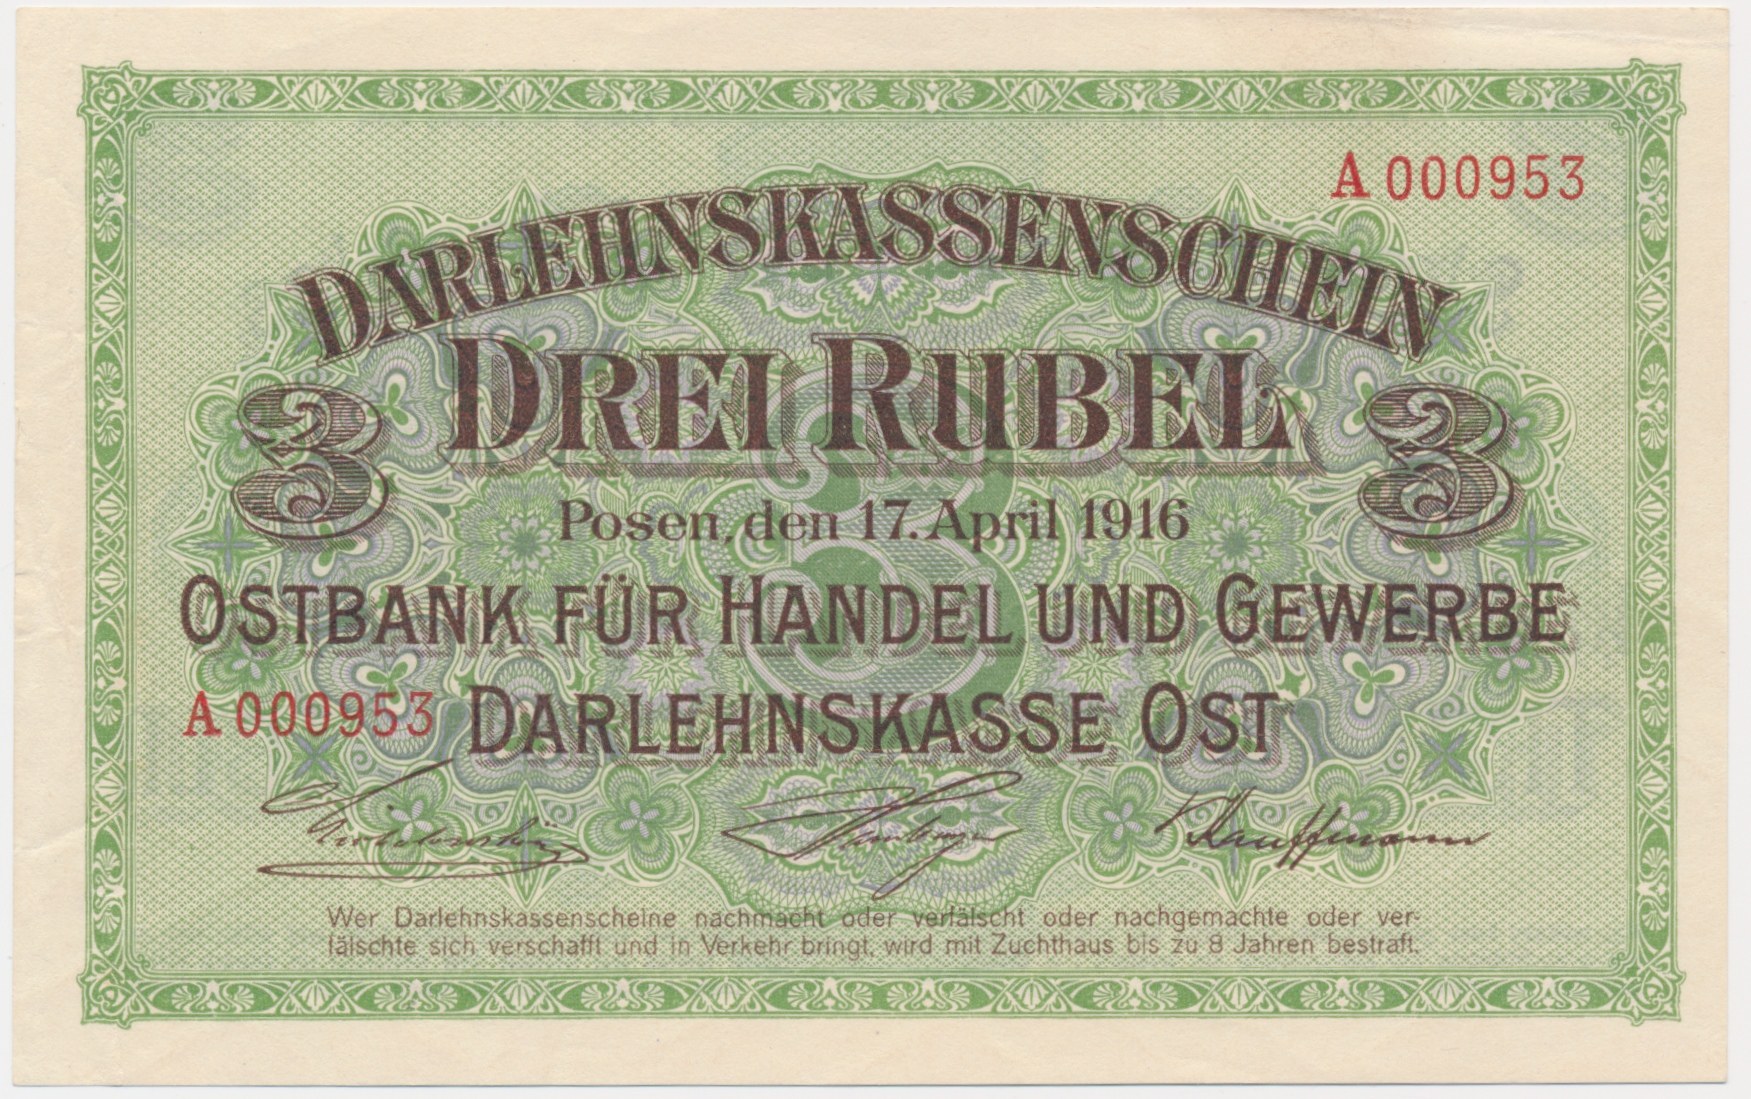 A 000953
DARLEHNSKASSENSCHEIN
DREI RUBEL
3 3
Posen, den 17. April 1916
3
OSTBANK FÜR HANDEL UND GEWERBE
A 000953 DARLEHNSKASSE OST
Kauffmann
Wer Darlehnskassenscheine nachmacht oder verfälscht oder nachgemachte oder ver-
fälschte sich verschafft und in Verkehr bringt, wird mit Zuchthaus bis zu 8 Jahren bestraft.